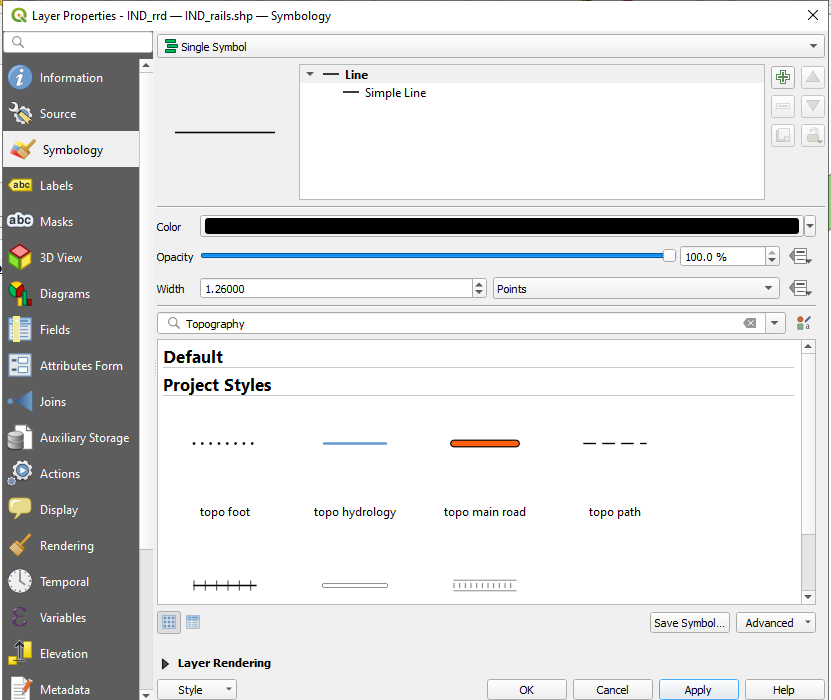 Layer Properties - IND_rrd — IND_rails.shp — Symbology
Single Symbol
Information
Source
Symbology
Labels
Masks
3D View
Diagrams
Fields
Attributes Form
Joins
Auxiliary Storage
Actions
Display
Rendering
Temporal
Variables
Elevation
Metadata
Line
Simple Line
Color
Opacity 100.0 %
Width 1.26000 Points
Topography
Default
Project Styles
topo foot topo hydrology topo main road topo path
Save Symbol... Advanced
Layer Rendering
Style OK Cancel Apply Help
abc
abc